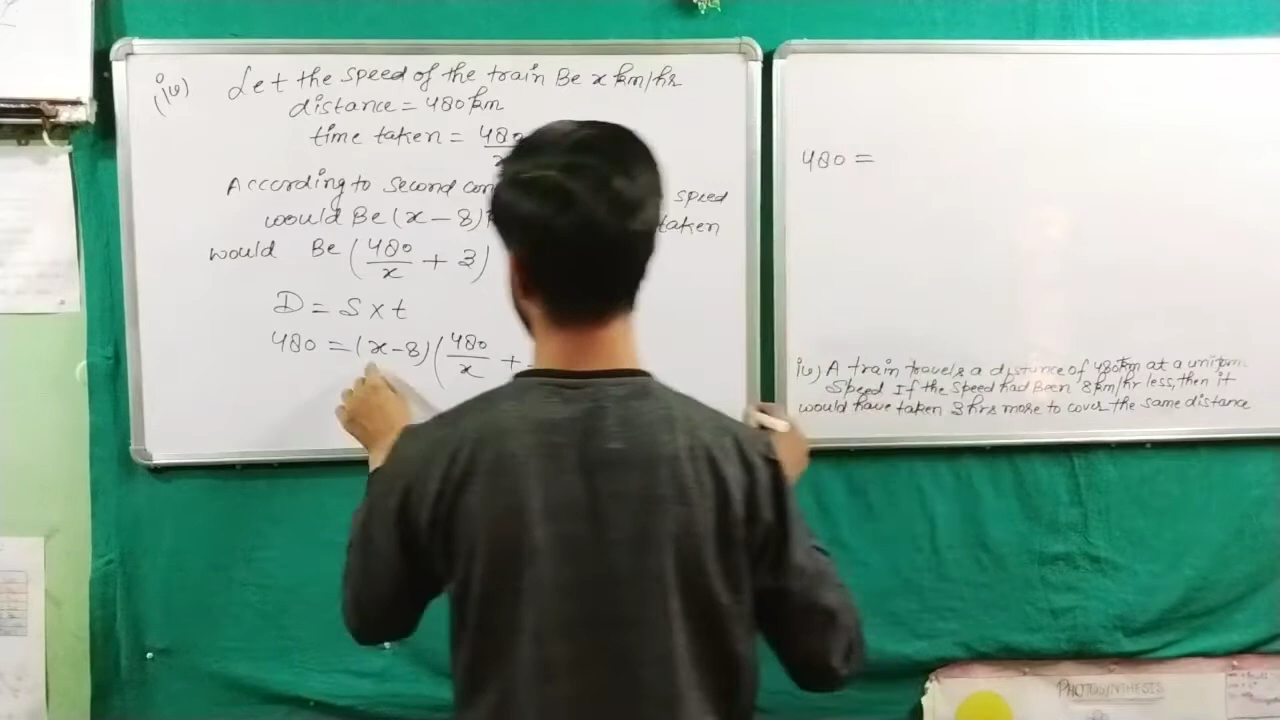 (iv) Let the speed of the train Be x km/hr
distance = 480 km
time taken = 480
According to second con
speed
would Be (x - 8)
taken
would Be (480/x + 3)
D = S x t
480 = (x-8)(480/x +
480 =
iv) A train travels a distance of 480km at a uniform
speed If the speed had Been 8 km/hr less, then it
would have taken 3 hrs more to cover the same distance
PHOTOSYNTHESIS